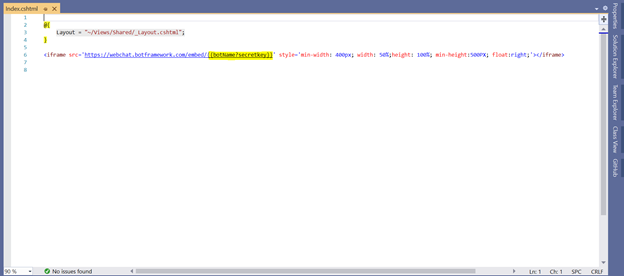 Index.cshtml
1
2 @{
3 Layout = "~/Views/Shared/_Layout.cshtml";
4 }
5
6 <iframe src='https://webchat.botframework.com/embed/{{botName?secretkey}}' style='min-width: 400px; width: 50%;height: 100%; min-height:500PX; float:right;'></iframe>
7
8
90 %
No issues found
Ln: 1
Ch: 1
SPC
CRLF
Properties
Solution Explorer
Team Explorer
Class View
GitHub